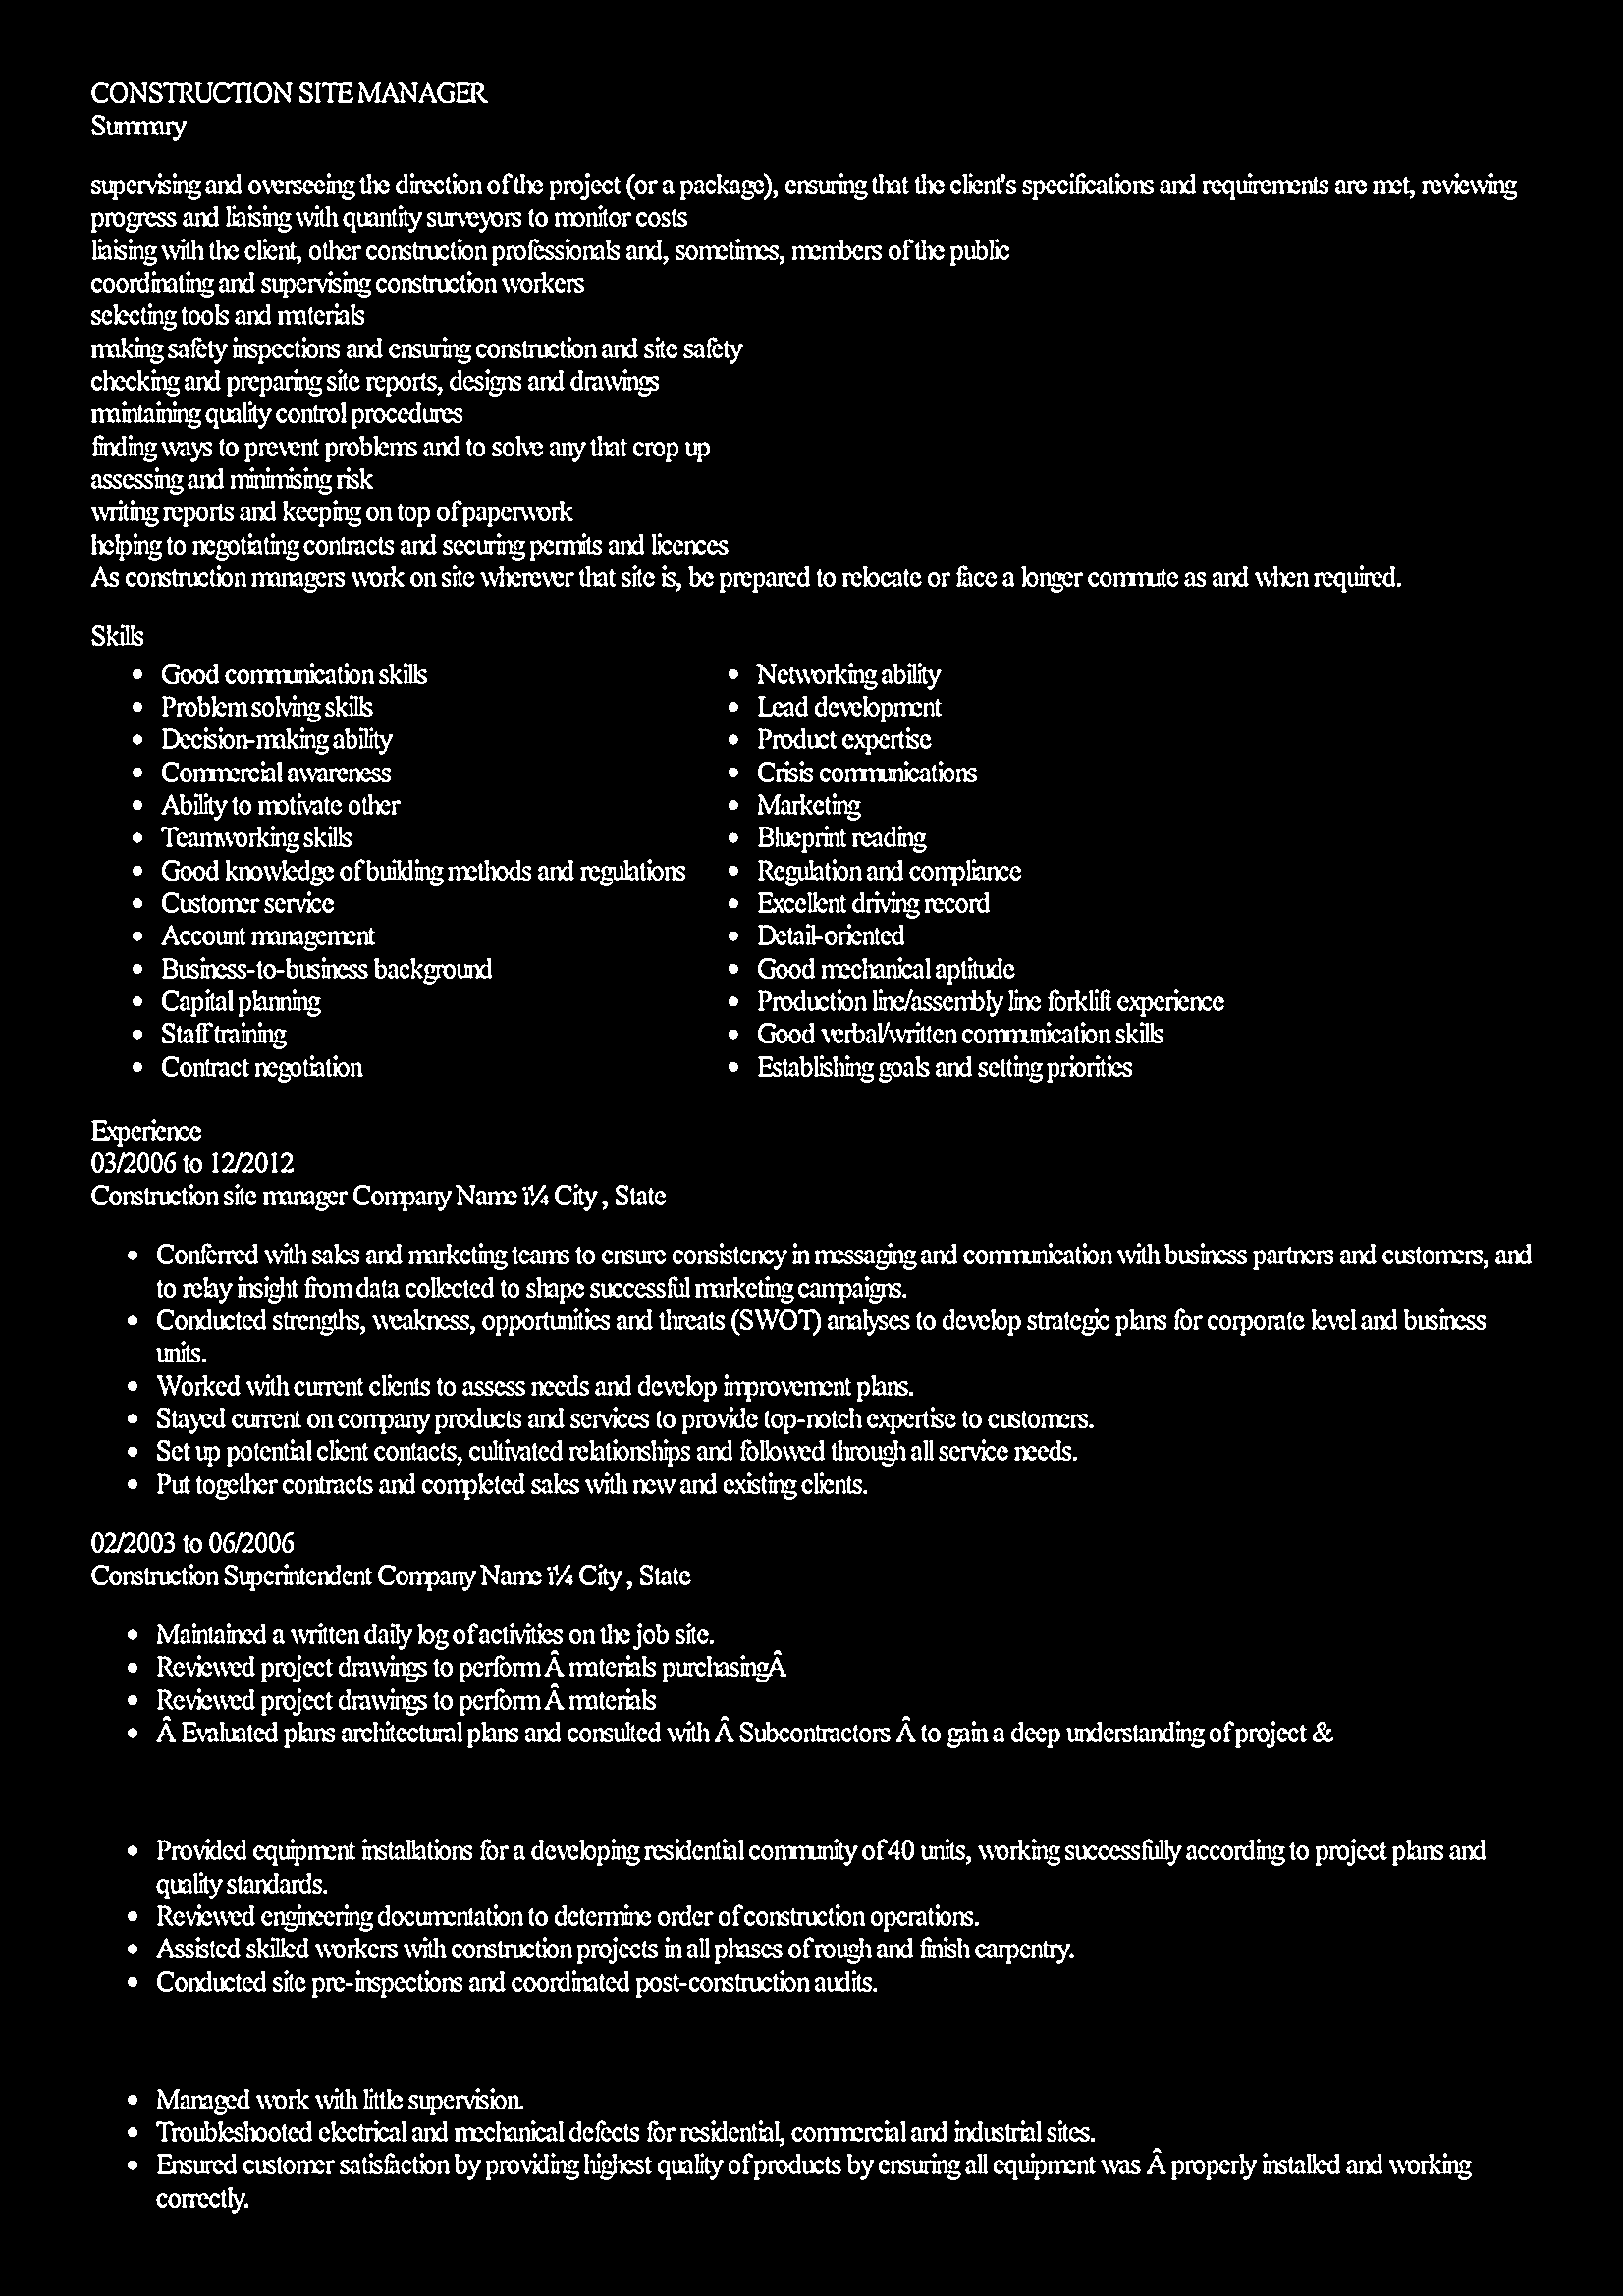 CONSTRUCTION SITE MANAGER
Summary
supervising and overseeing the direction of the project (or a package), ensuring that the client's specifications and requirements are met, reviewing
progress and liaising with quantity surveyors to monitor costs
liaising with the client, other construction professionals and, sometimes, members of the public
coordinating and supervising construction workers
selecting tools and materials
making safety inspections and ensuring construction and site safety
checking and preparing site reports, designs and drawings
maintaining quality control procedures
finding ways to prevent problems and to solve any that crop up
assessing and minimising risk
writing reports and keeping on top of paperwork
helping to negotiating contracts and securing permits and licences
As construction managers work on site wherever that site is, be prepared to relocate or face a longer commute as and when required.
Skills
• Good communication skills
• Problem solving skills
• Decision-making ability
• Commercial awareness
• Ability to motivate other
• Teamworking skills
• Good knowledge of building methods and regulations
• Customer service
• Account management
• Business-to-business background
• Capital planning
• Staff training
• Contract negotiation
• Networking ability
• Lead development
• Product expertise
• Crisis communications
• Marketing
• Blueprint reading
• Regulation and compliance
• Excellent driving record
• Detail-oriented
• Good mechanical aptitude
• Production line/assembly line forklift experience
• Good verbal/written communication skills
• Establishing goals and setting priorities
Experience
03/2006 to 12/2012
Construction site manager Company Name ï¼ City , State
• Conferred with sales and marketing teams to ensure consistency in messaging and communication with business partners and customers, and
to relay insight from data collected to shape successful marketing campaigns.
• Conducted strengths, weakness, opportunities and threats (SWOT) analyses to develop strategic plans for corporate level and business
units.
• Worked with current clients to assess needs and develop improvement plans.
• Stayed current on company products and services to provide top-notch expertise to customers.
• Set up potential client contacts, cultivated relationships and followed through all service needs.
• Put together contracts and completed sales with new and existing clients.
02/2003 to 06/2006
Construction Superintendent Company Name ï¼ City , State
• Maintained a written daily log of activities on the job site.
• Reviewed project drawings to perform Â materials purchasingÂ
• Reviewed project drawings to perform Â materials
• Â Evaluated plans architectural plans and consulted with Â Subcontractors Â to gain a deep understanding of project &
• Provided equipment installations for a developing residential community of 40 units, working successfully according to project plans and
quality standards.
• Reviewed engineering documentation to determine order of construction operations.
• Assisted skilled workers with construction projects in all phases of rough and finish carpentry.
• Conducted site pre-inspections and coordinated post-construction audits.
• Managed work with little supervision.
• Troubleshooted electrical and mechanical defects for residential, commercial and industrial sites.
• Ensured customer satisfaction by providing highest quality of products by ensuring all equipment was Â properly installed and working
correctly.